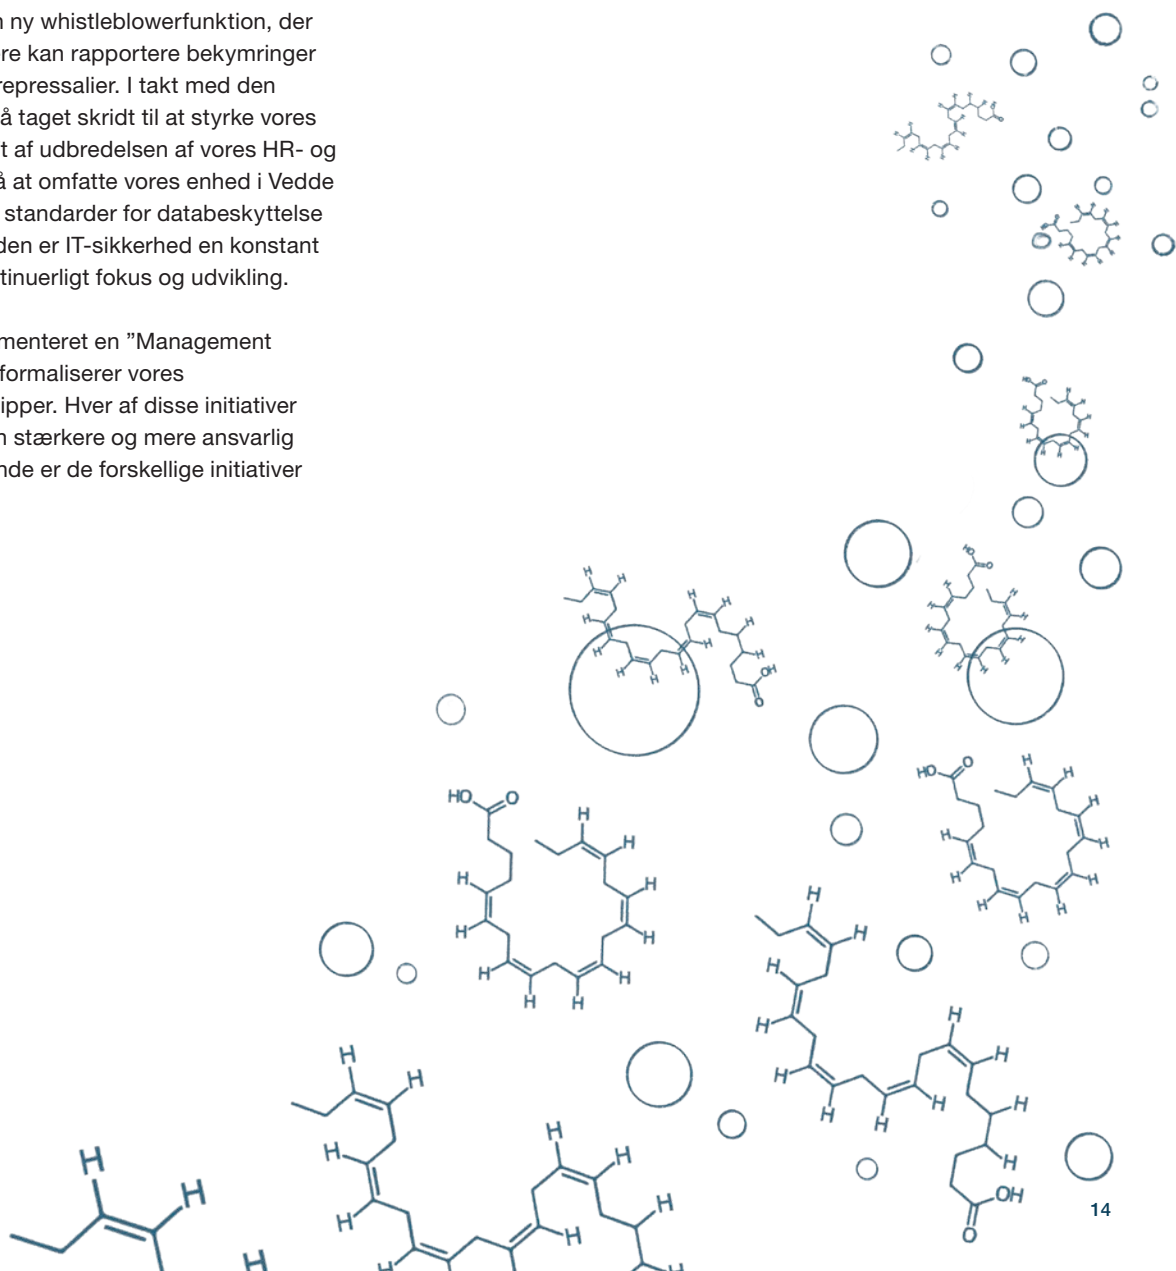 n ny whistleblowerfunktion, der
ere kan rapportere bekymringer
repressalier. I takt med den
å taget skridt til at styrke vores
t af udbredelsen af vores HR- og
å at omfatte vores enhed i Vedde
standarder for databeskyttelse
den er IT-sikkerhed en konstant
tinuerligt fokus og udvikling.
menteret en ”Management
formaliserer vores
ipper. Hver af disse initiativer
n stærkere og mere ansvarlig
nde er de forskellige initiativer
14